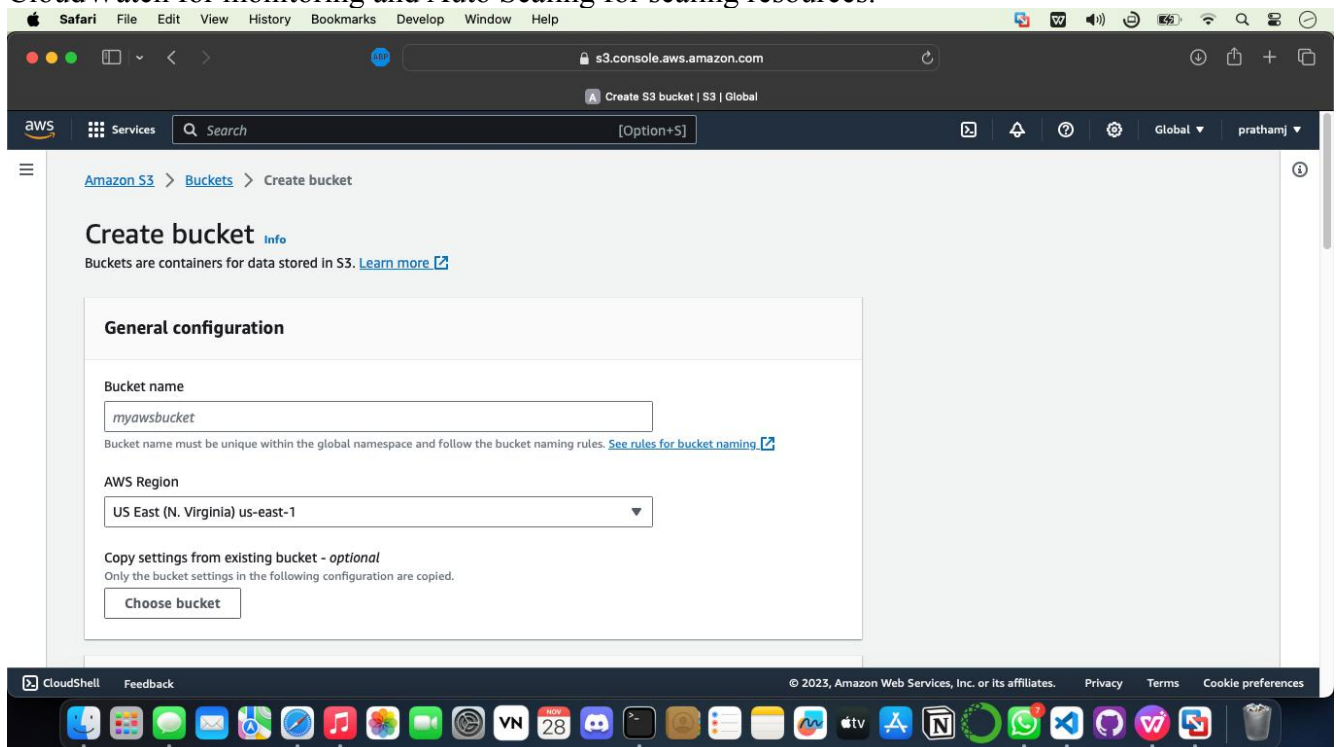 CloudWatch for monitoring and Auto Scaling for scaling resources.
Safari File Edit View History Bookmarks Develop Window Help
ABP s3.console.aws.amazon.com
A Create S3 bucket | S3 | Global
aws Services Search [Option+S] Global prathamj
Amazon S3 > Buckets > Create bucket
Create bucket Info
Buckets are containers for data stored in S3. Learn more
General configuration
Bucket name
myawsbucket
Bucket name must be unique within the global namespace and follow the bucket naming rules. See rules for bucket naming
AWS Region
US East (N. Virginia) us-east-1
Copy settings from existing bucket - optional
Only the bucket settings in the following configuration are copied.
Choose bucket
CloudShell Feedback © 2023, Amazon Web Services, Inc. or its affiliates. Privacy Terms Cookie preferences
VN NOV 28 tv 7